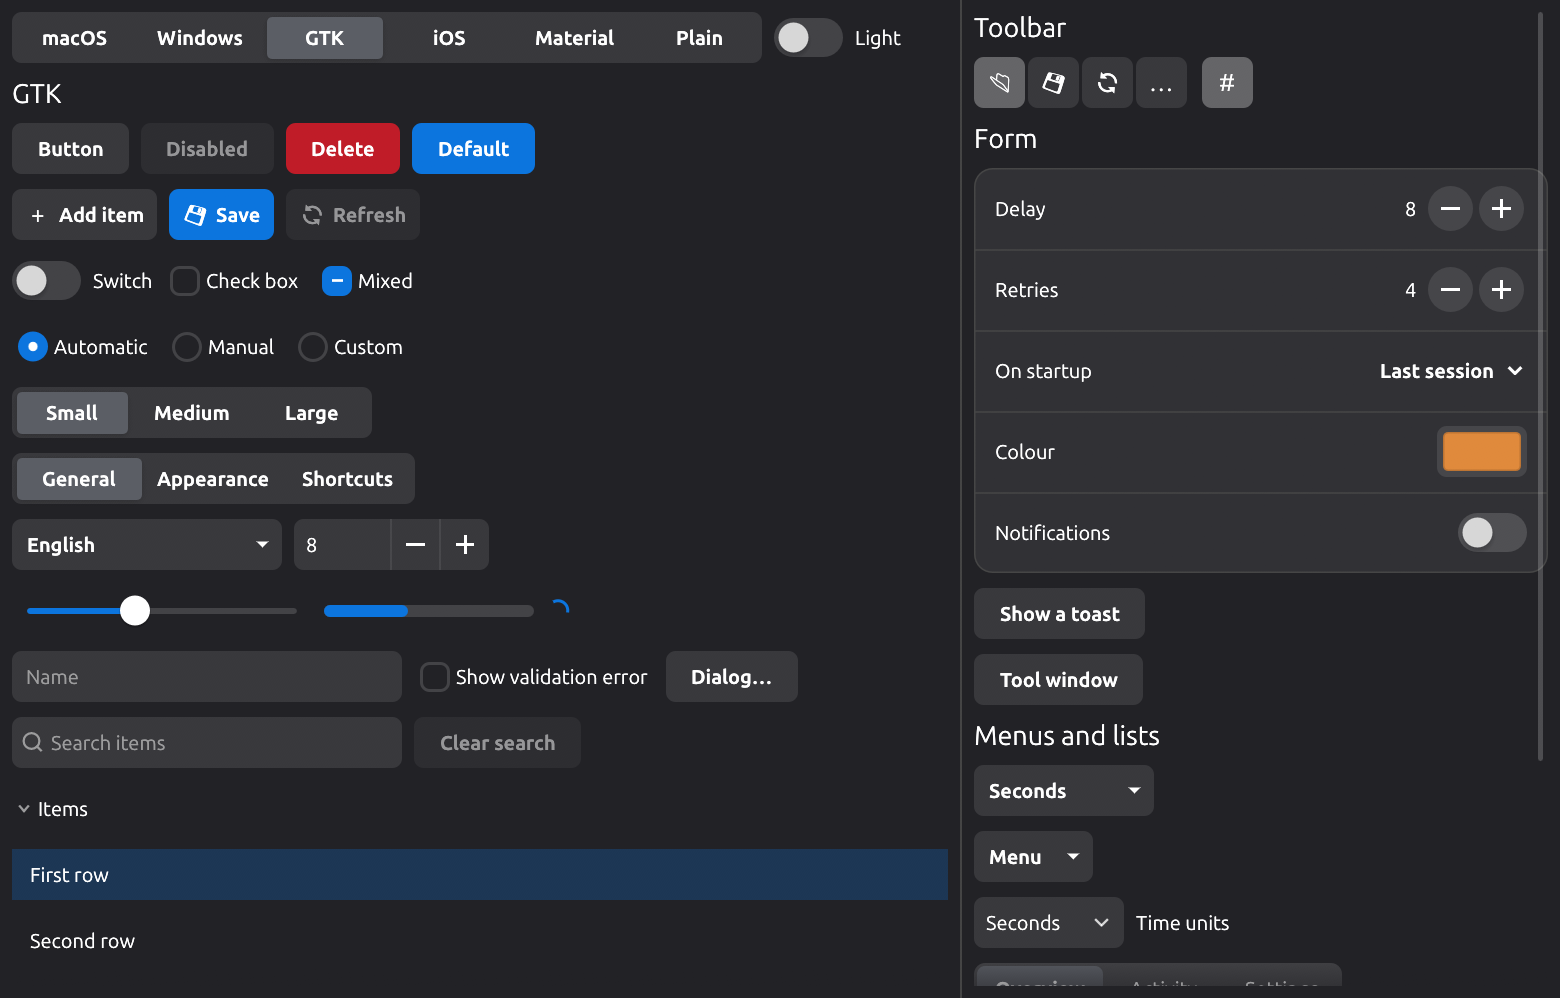 macOS Windows GTK iOS Material Plain Light
GTK
Button Disabled Delete Default
+ Add item Save Refresh
Switch Check box Mixed
Automatic Manual Custom
Small Medium Large
General Appearance Shortcuts
English 8
Name Show validation error Dialog...
Search items Clear search
Items
First row
Second row
Toolbar
... #
Form
Delay 8
Retries 4
On startup Last session
Colour
Notifications
Show a toast
Tool window
Menus and lists
Seconds
Menu
Seconds Time units